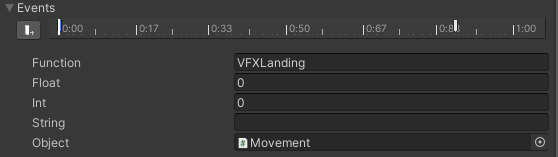 Events
0:00 0:17 0:33 0:50 0:67 1:00
Function VFXLanding
Float 0
Int 0
String
Object Movement